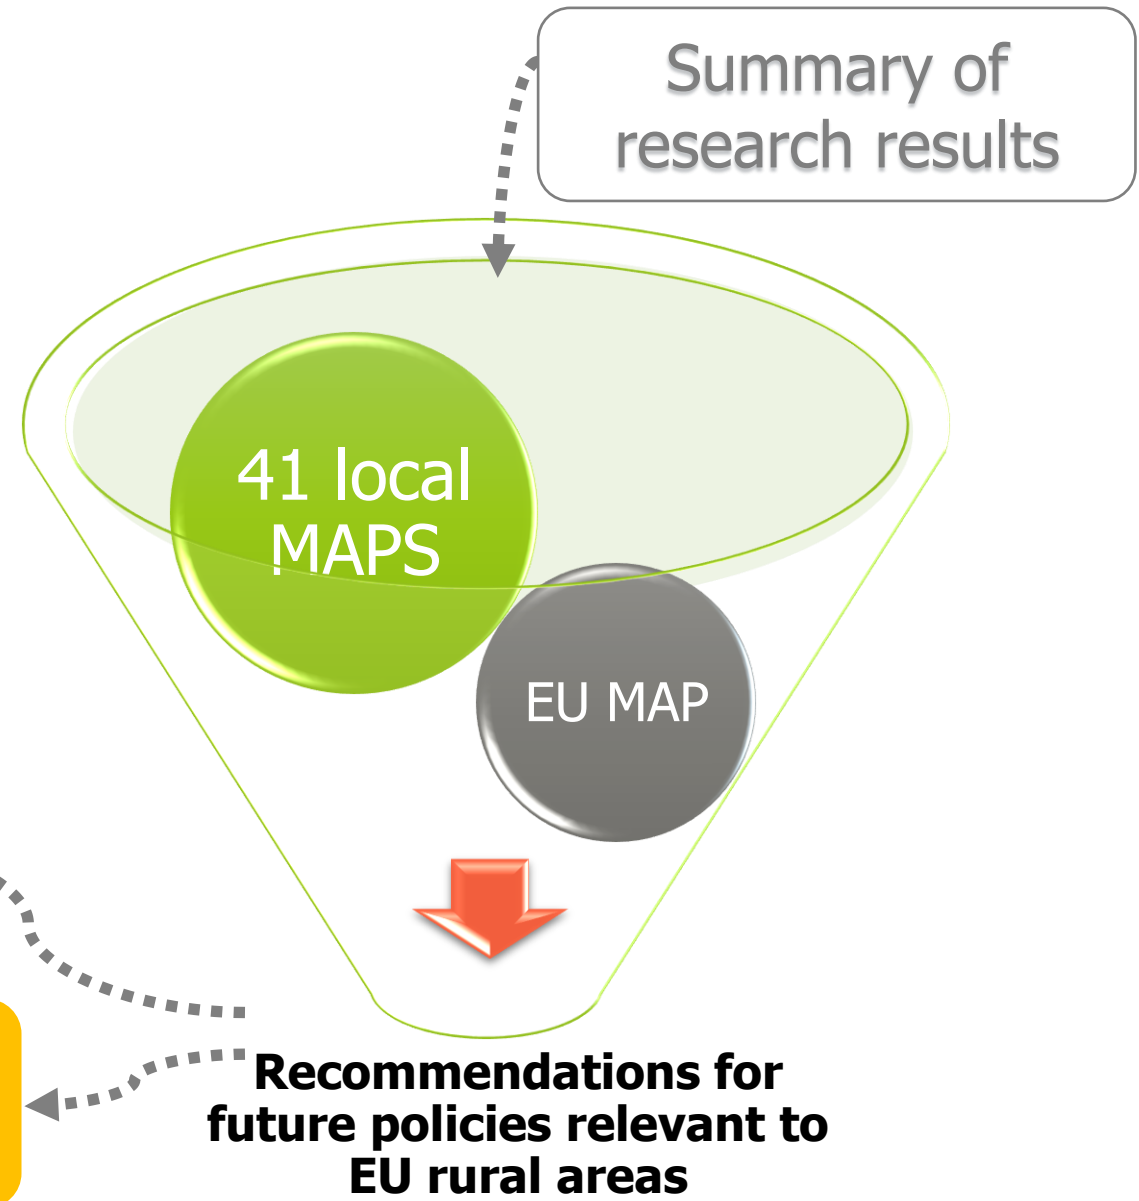 Summary of
research results
41 local
MAPS
EU MAP
Recommendations for
future policies relevant to
EU rural areas